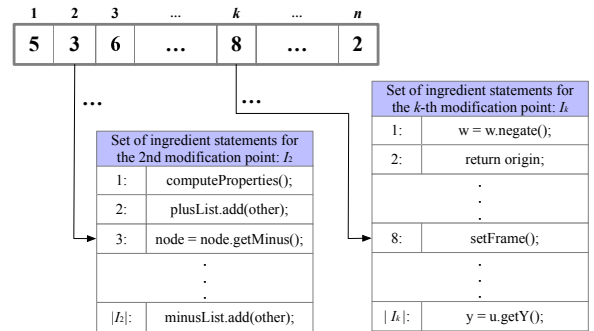 1 2 3 ... k ... n
5 3 6 ... 8 ... 2
... ...
Set of ingredient statements for
the 2nd modification point: I2
1: computeProperties();
2: plusList.add(other);
3: node = node.getMinus();
.
.
.
|I2|: minusList.add(other);
Set of ingredient statements for
the k-th modification point: Ik
1: w = w.negate();
2: return origin;
.
.
.
8: setFrame();
.
.
.
| Ik|: y = u.getY();